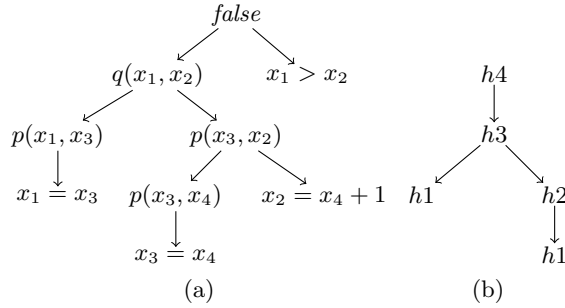 false
q(x₁, x₂) x₁ > x₂
h4
p(x₁, x₃) p(x₃, x₂)
h3
x₁ = x₃ p(x₃, x₄) x₂ = x₄ + 1
h1 h2
x₃ = x₄
h1
(a) (b)